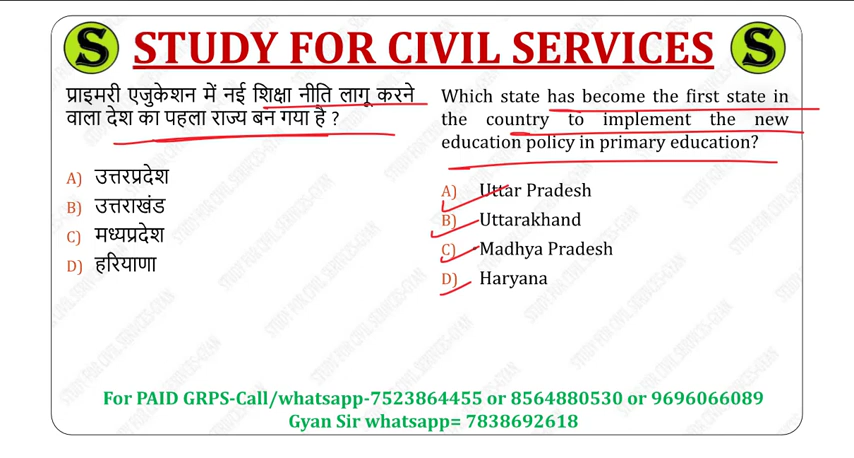 S STUDY FOR CIVIL SERVICES S
प्राइमरी एजुकेशन में नई शिक्षा नीति लागू करने
वाला देश का पहला राज्य बन गया है ?
A) उत्तरप्रदेश
B) उत्तराखंड
C) मध्यप्रदेश
D) हरियाणा
Which state has become the first state in
the country to implement the new
education policy in primary education?
A) Uttar Pradesh
B) Uttarakhand
C) Madhya Pradesh
D) Haryana
For PAID GRPS-Call/whatsapp-7523864455 or 8564880530 or 9696066089
Gyan Sir whatsapp= 7838692618